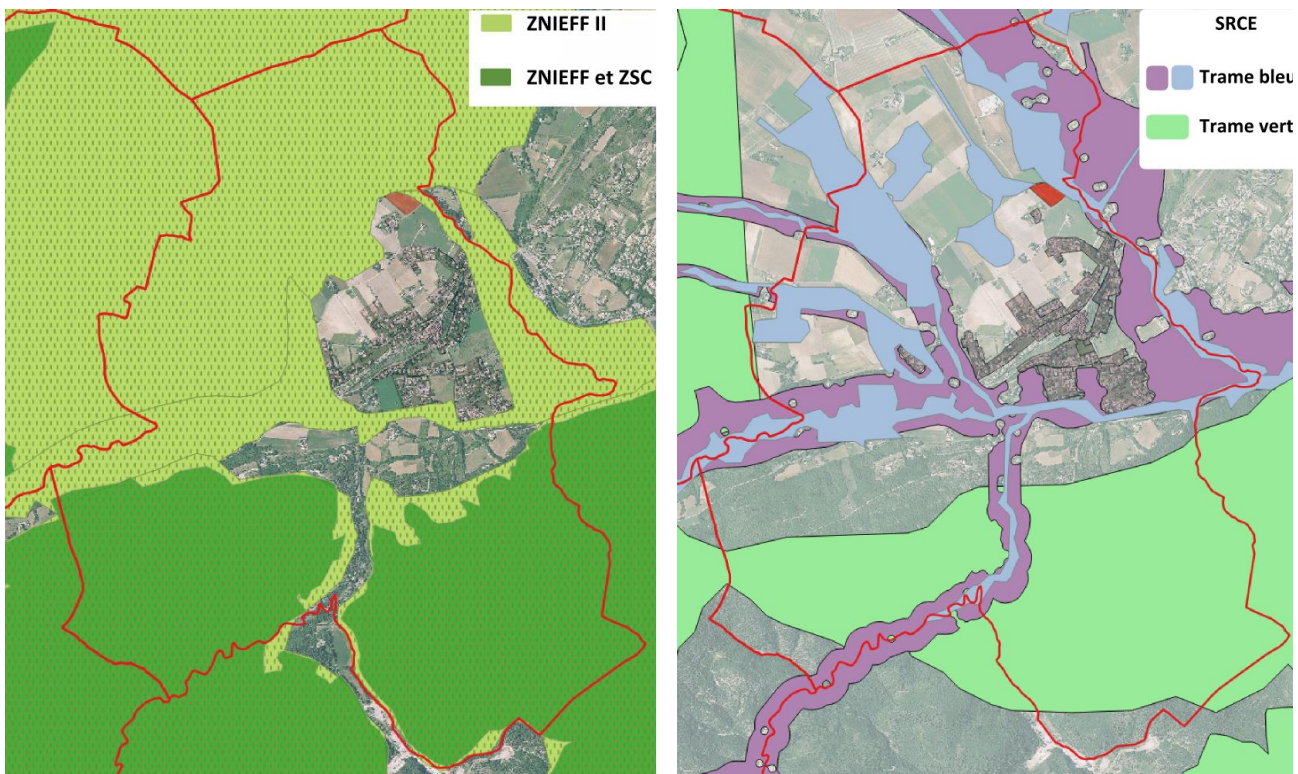 ZNIEFF II
ZNIEFF et ZSC
SRCE
Trame bleu
Trame vert